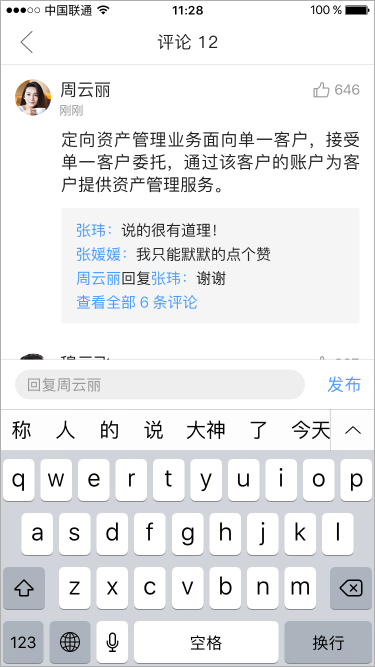 中国联通 11:28 100 %
评论 12
周云丽 646
刚刚
定向资产管理业务面向单一客户，接受
单一客户委托，通过该客户的账户为客
户提供资产管理服务。
张玮：说的很有道理！
张媛媛：我只能默默的点个赞
周云丽回复张玮：谢谢
查看全部 6 条评论
回复周云丽 发布
称 人 的 说 大神 了 今天
q w e r t y u i o p
a s d f g h j k l
z x c v b n m
123 空格 换行